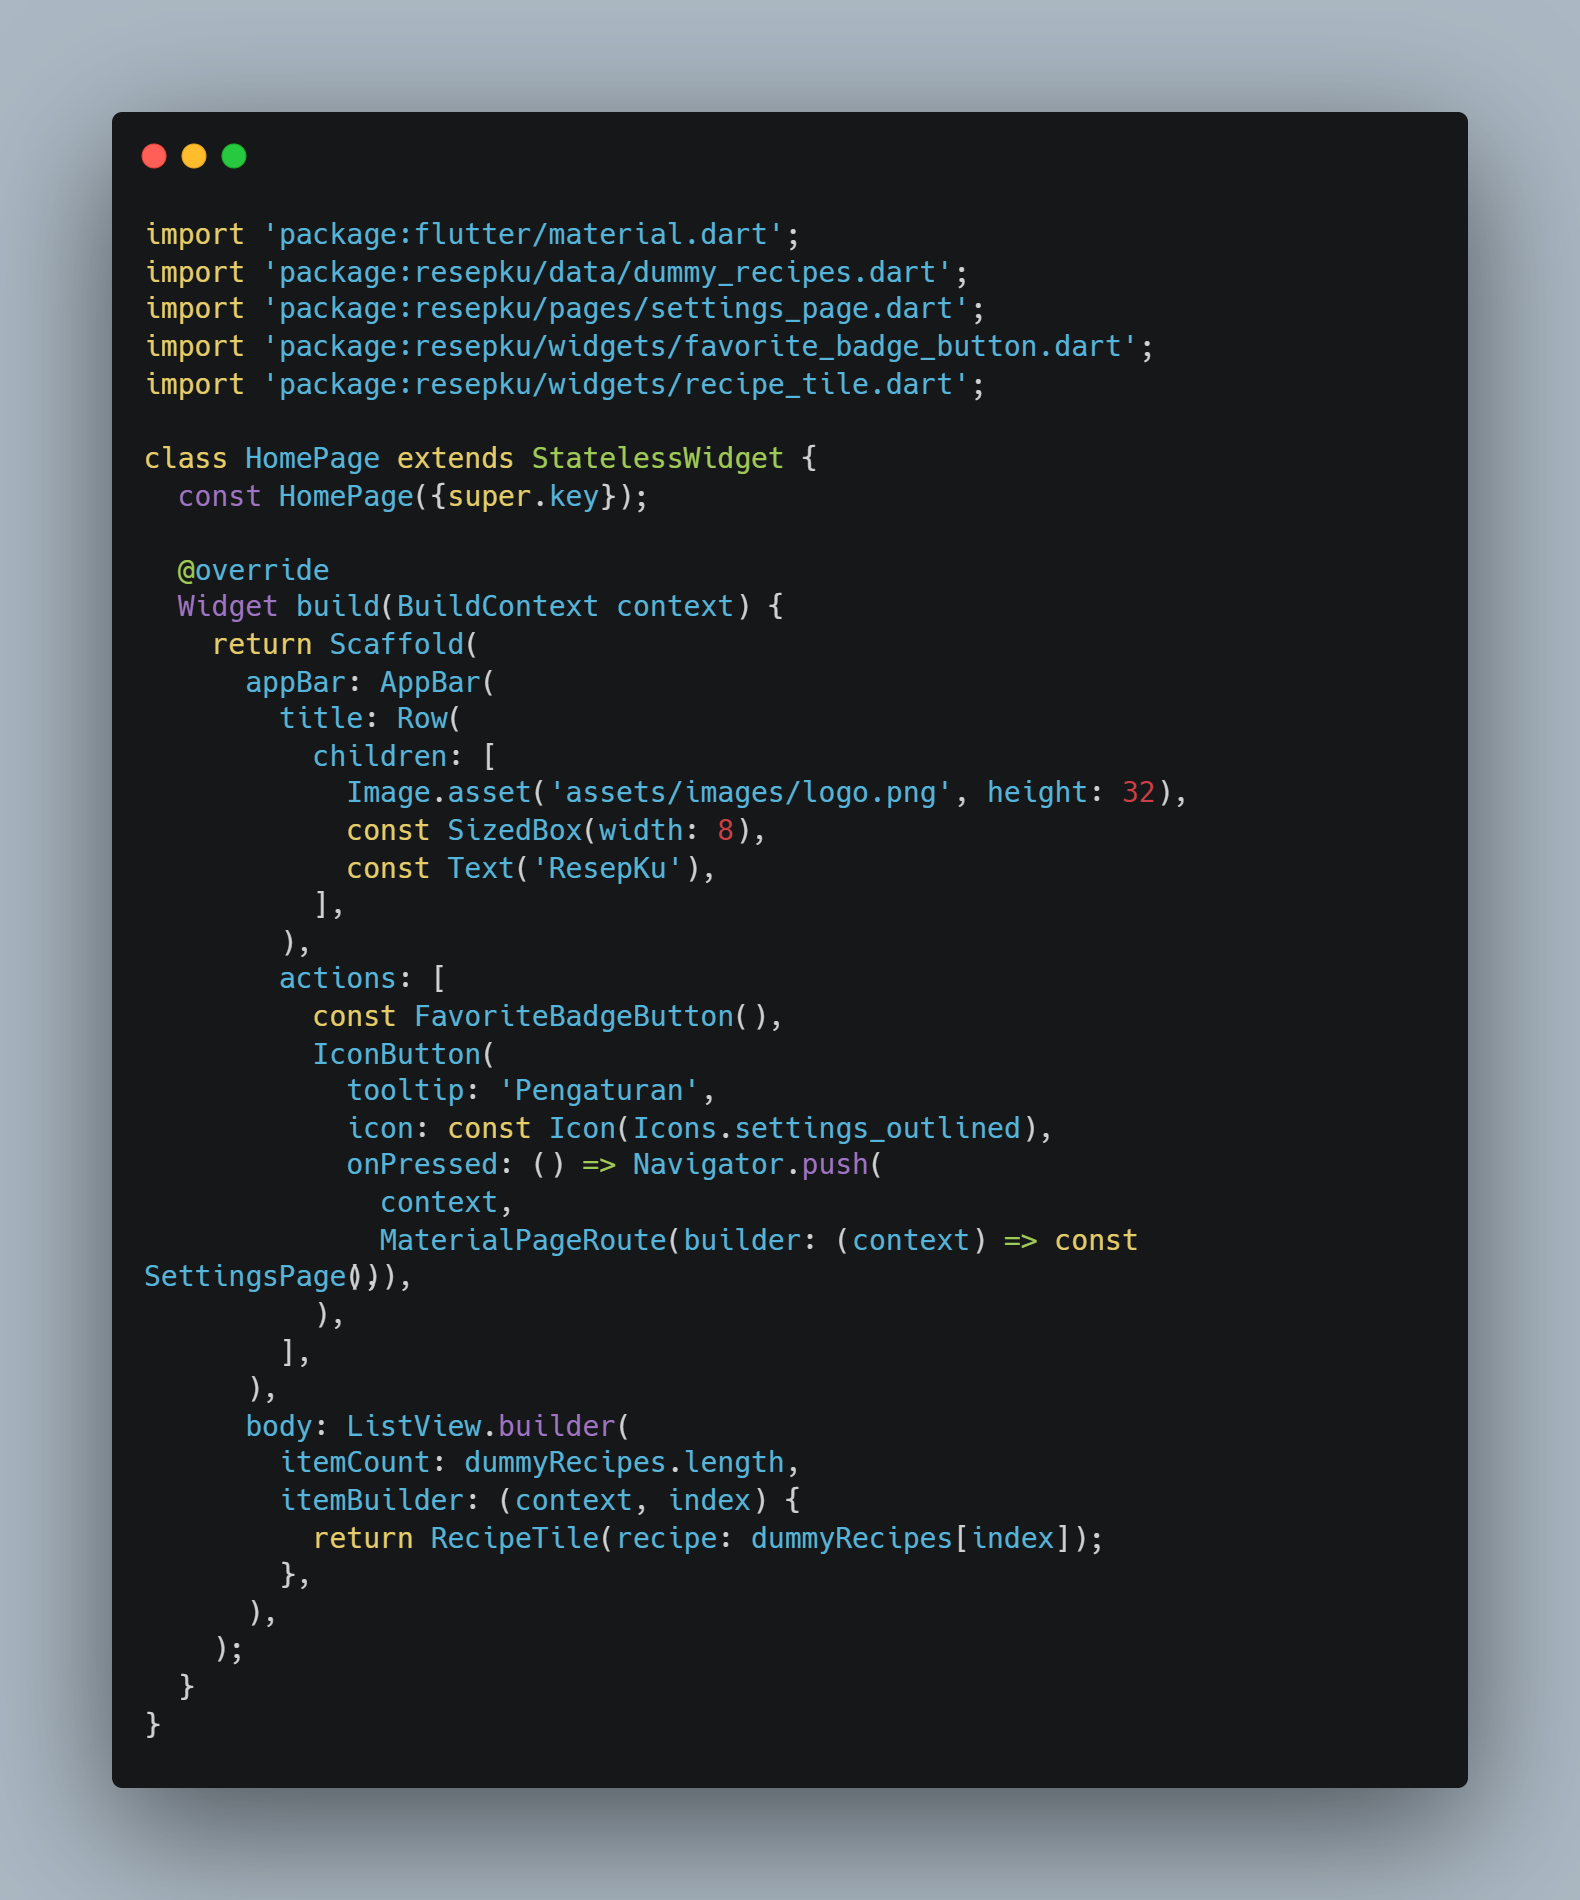 import 'package:flutter/material.dart';
import 'package:resepku/data/dummy_recipes.dart';
import 'package:resepku/pages/settings_page.dart';
import 'package:resepku/widgets/favorite_badge_button.dart';
import 'package:resepku/widgets/recipe_tile.dart';

class HomePage extends StatelessWidget {
  const HomePage({super.key});

  @override
  Widget build(BuildContext context) {
    return Scaffold(
      appBar: AppBar(
        title: Row(
          children: [
            Image.asset('assets/images/logo.png', height: 32),
            const SizedBox(width: 8),
            const Text('ResepKu'),
          ],
        ),
        actions: [
          const FavoriteBadgeButton(),
          IconButton(
            tooltip: 'Pengaturan',
            icon: const Icon(Icons.settings_outlined),
            onPressed: () => Navigator.push(
              context,
              MaterialPageRoute(builder: (context) => const
SettingsPage()),
          ),
          ),
        ],
      ),
      body: ListView.builder(
        itemCount: dummyRecipes.length,
        itemBuilder: (context, index) {
          return RecipeTile(recipe: dummyRecipes[index]);
        },
      ),
    );
  }
}